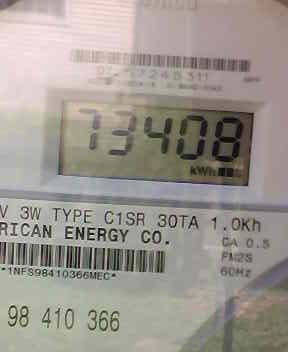 73408
kWh
V 3W TYPE C1SR 30TA 1.0Kh
RICAN ENERGY CO.
CA 0.5
FM2S
*1NFS98410366MEC*
60Hz
98 410 366